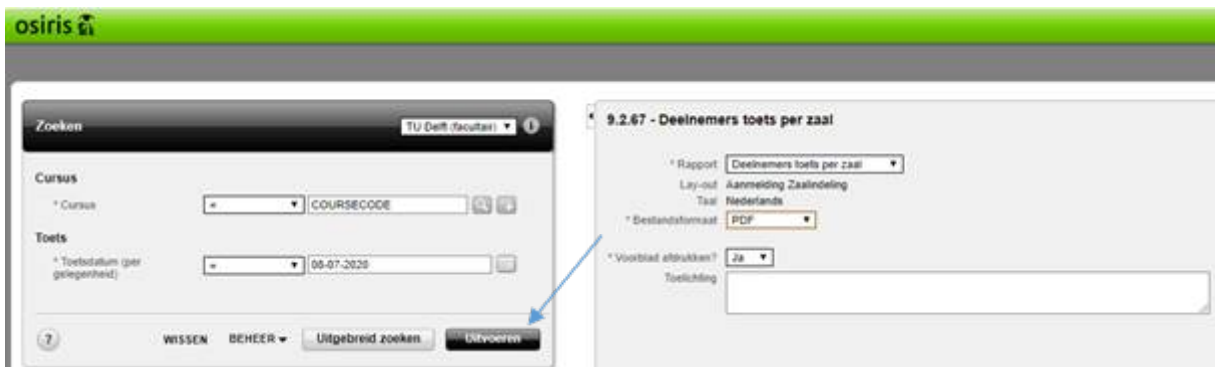 osiris
Zoeken
TU Delft (facultair)
Cursus
* Cursus = COURSECODE
Toets
* Toetsdatum (per gelegenheid) = 08-07-2020
? WISSEN BEHEER Uitgebreid zoeken Uitvoeren
9.2.67 - Deelnemers toets per zaal
* Rapport Deelnemers toets per zaal
Lay-out Aanmelding Zaalindeling
Taal Nederlands
* Bestandsformaat PDF
* Voorblad afdrukken? Ja
Toelichting